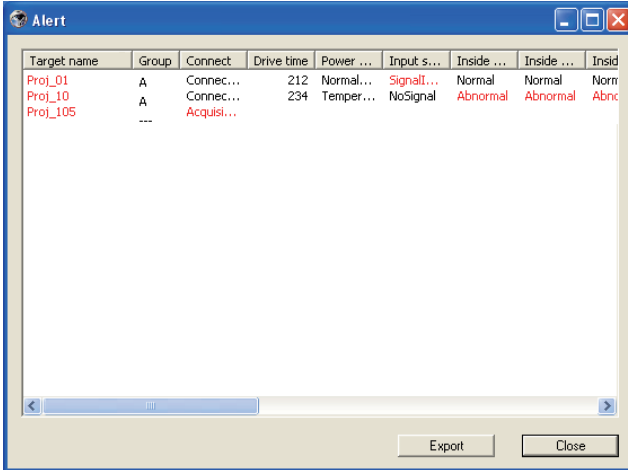 Alert
Target name Group Connect Drive time Power ... Input s... Inside ... Inside ... Insid
Proj_01 A Connec... 212 Normal... SignalI... Normal Normal Norm
Proj_10 A Connec... 234 Temper... NoSignal Abnormal Abnormal Abno
Proj_105 --- Acquisi...
Export Close